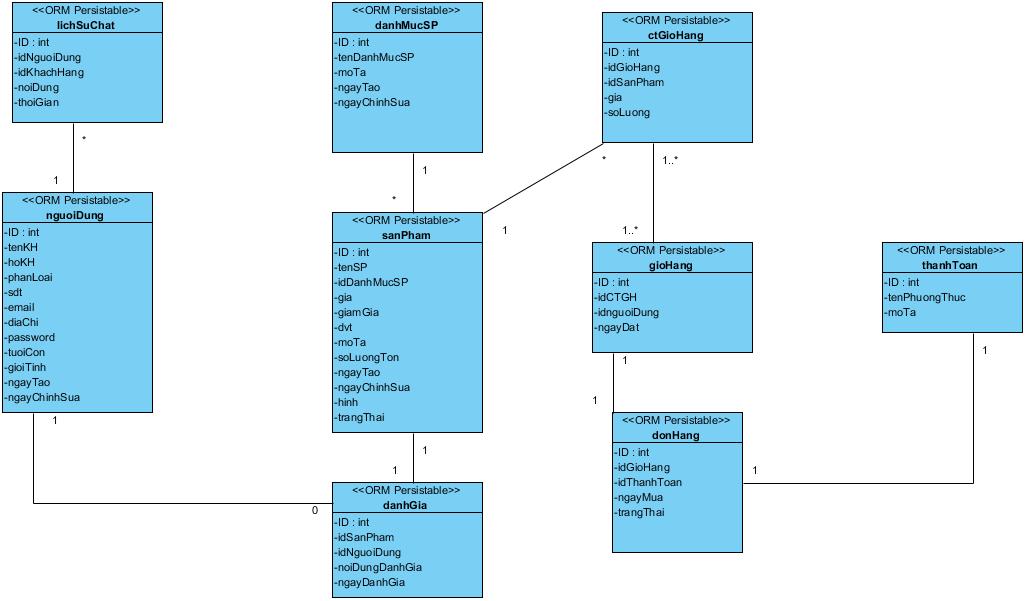 <<ORM Persistable>>
lichSuChat
-ID : int
-idNguoiDung
-idKhachHang
-noiDung
-thoiGian
*
1
<<ORM Persistable>>
danhMucSP
-ID : int
-tenDanhMucSP
-moTa
-ngayTao
-ngayChinhSua
1
*
<<ORM Persistable>>
ctGioHang
-ID : int
-idGioHang
-idSanPham
-gia
-soLuong
*
1..*
1
1..*
<<ORM Persistable>>
nguoiDung
-ID : int
-tenKH
-hoKH
-phanLoai
-sdt
-email
-diaChi
-password
-tuoiCon
-gioiTinh
-ngayTao
-ngayChinhSua
1
0
<<ORM Persistable>>
sanPham
-ID : int
-tenSP
-idDanhMucSP
-gia
-giamGia
-dvt
-moTa
-soLuongTon
-ngayTao
-ngayChinhSua
-hinh
-trangThai
1
1
<<ORM Persistable>>
gioHang
-ID : int
-idCTGH
-idnguoiDung
-ngayDat
1
1
<<ORM Persistable>>
thanhToan
-ID : int
-tenPhuongThuc
-moTa
1
1
<<ORM Persistable>>
danhGia
-ID : int
-idSanPham
-idNguoiDung
-noiDungDanhGia
-ngayDanhGia
<<ORM Persistable>>
donHang
-ID : int
-idGioHang
-idThanhToan
-ngayMua
-trangThai